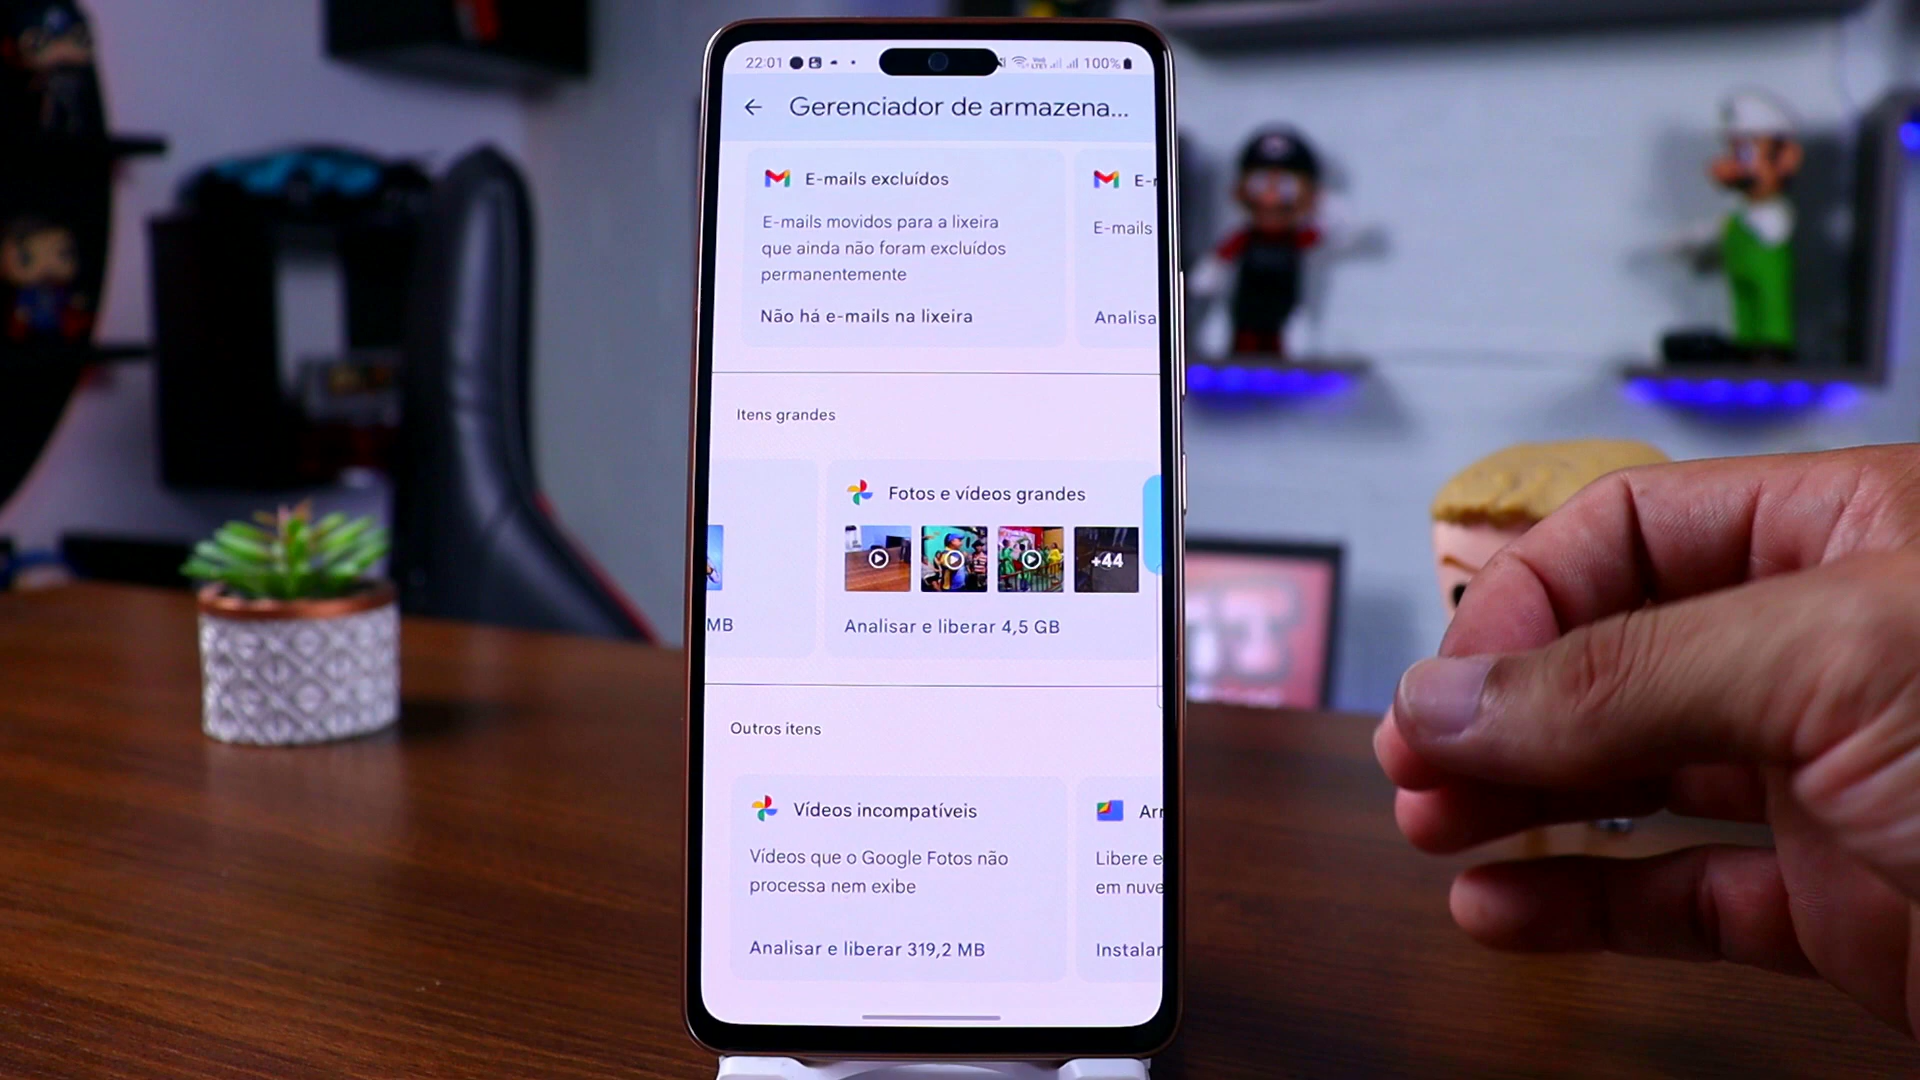 22:01
100%
Gerenciador de armazena...
E-mails excluídos
E-mails movidos para a lixeira
que ainda não foram excluídos
permanentemente
Não há e-mails na lixeira
E-mails
Analisa
Itens grandes
MB
Fotos e vídeos grandes
+44
Analisar e liberar 4,5 GB
Outros itens
Vídeos incompatíveis
Vídeos que o Google Fotos não
processa nem exibe
Analisar e liberar 319,2 MB
Libere e
em nuve
Instalar